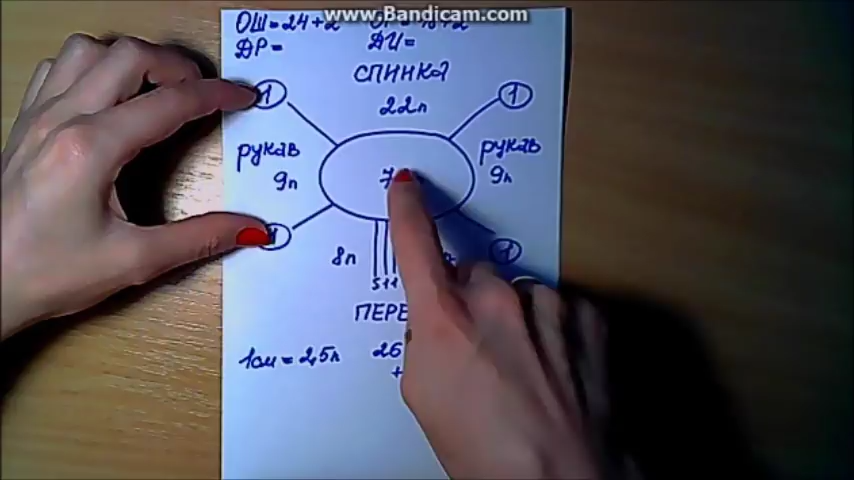 www.Bandicam.com
ОШ=24+2
ДР= ДИ=
СПИНКА
22п
1 1
рукав рукав
9п 9п
1 1
8п
ПЕРЕ
1см=2,5п 26
+